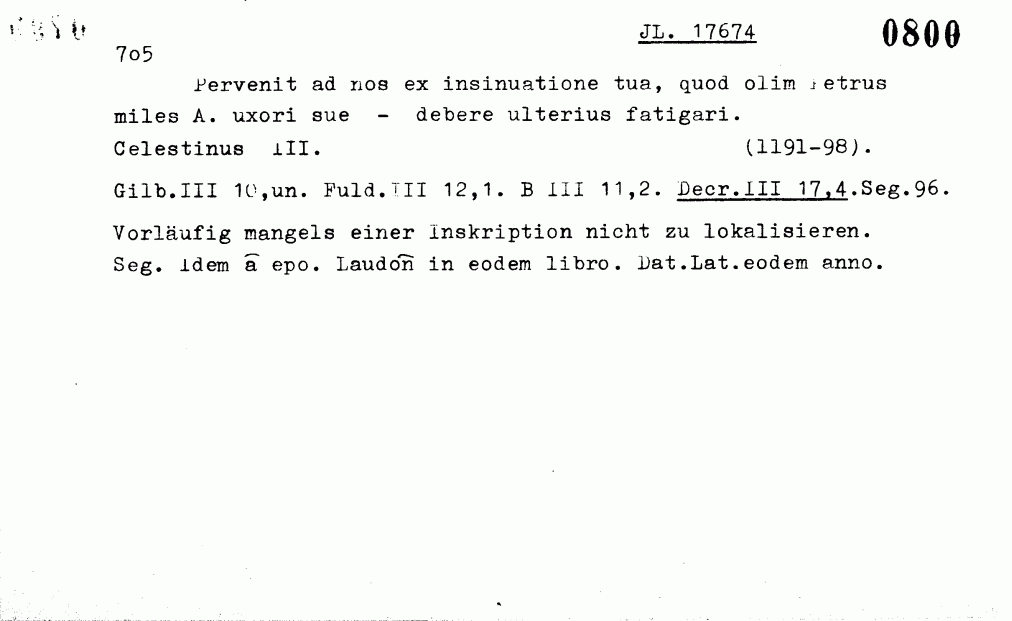 JL. 17674 0800
7o5
Pervenit ad nos ex insinuatione tua, quod olim Petrus
miles A. uxori sue - debere ulterius fatigari.
Celestinus III. (1191-98).
Gilb.III 10,un. Fuld.III 12,1. B III 11,2. Decr.III 17,4.Seg.96.
Vorläufig mangels einer Inskription nicht zu lokalisieren.
Seg. Idem a̅ epo. Laudon̅ in eodem libro. Dat.Lat.eodem anno.